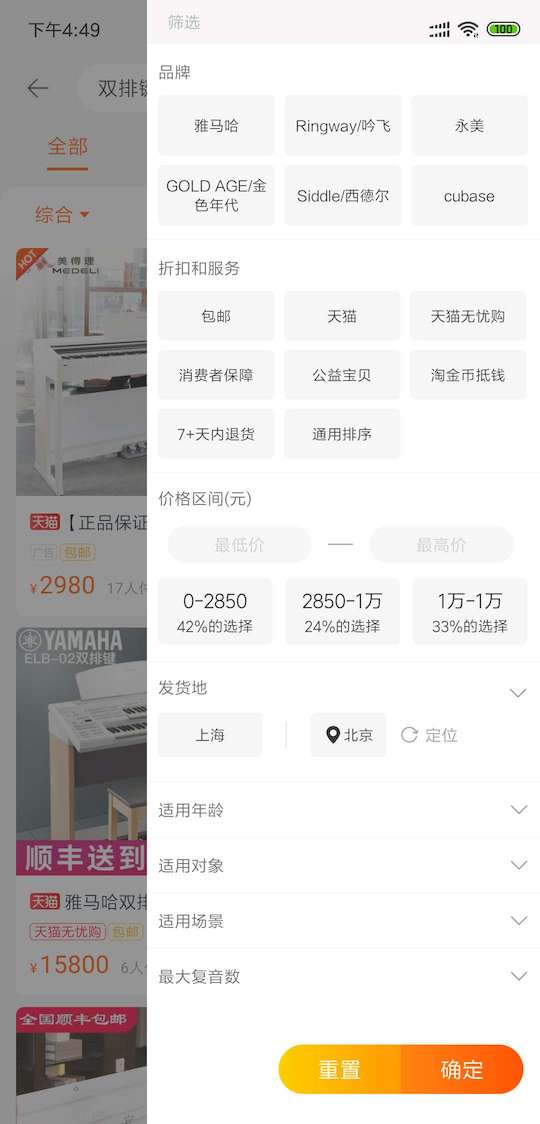 下午4:49
筛选
100
双排键
全部
综合
HOT
美得理
MEDELI
天猫【正品保证
广告 包邮
¥2980 17人付
YAMAHA
ELB-02双排键
顺丰送到
天猫 雅马哈双排
天猫无忧购 包邮
¥15800 6人付
全国顺丰包邮
品牌
雅马哈 Ringway/吟飞 永美
GOLD AGE/金
色年代
Siddle/西德尔 cubase
折扣和服务
包邮 天猫 天猫无忧购
消费者保障 公益宝贝 淘金币抵钱
7+天内退货 通用排序
价格区间(元)
最低价 — 最高价
0-2850 2850-1万 1万-1万
42%的选择 24%的选择 33%的选择
发货地
上海 北京 定位
适用年龄
适用对象
适用场景
最大复音数
重置 确定